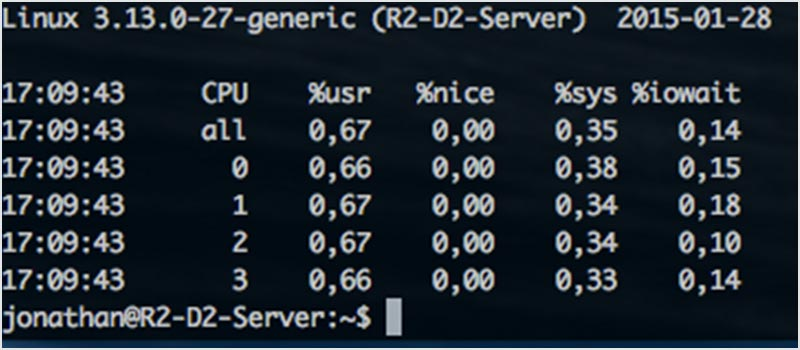 Linux 3.13.0-27-generic (R2-D2-Server) 2015-01-28
17:09:43 CPU %usr %nice %sys %iowait
17:09:43 all 0,67 0,00 0,35 0,14
17:09:43 0 0,66 0,00 0,38 0,15
17:09:43 1 0,67 0,00 0,34 0,18
17:09:43 2 0,67 0,00 0,34 0,10
17:09:43 3 0,66 0,00 0,33 0,14
jonathan@R2-D2-Server:~$